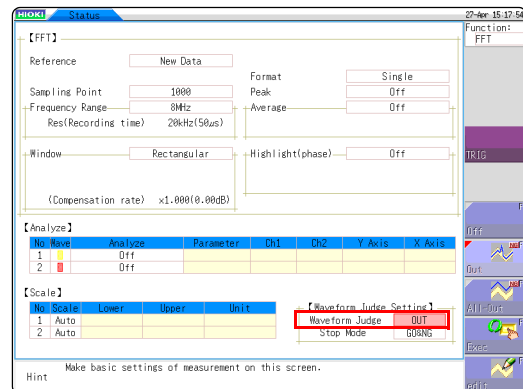 HIOKI Status 27-Apr 15:17:54
Function:
FFT
【FFT】
Reference New Data
Format Single
Sampling Point 1000 Peak Off
Frequency Range 8MHz Average Off
Res(Recording time) 20kHz(50μs)
Window Rectangular Highlight(phase) Off
TRIG
(Compensation rate) ×1.000(0.00dB)
【Analyze】
No Wave Analyze Parameter Ch1 Ch2 Y Axis X Axis
1 Off
2 Off
Off
Out
【Scale】
No Scale Lower Upper Unit
1 Auto
2 Auto
【Waveform Judge Setting】
Waveform Judge OUT
Stop Mode GO&NG
All-Out
Exec
edit
Hint Make basic settings of measurement on this screen.